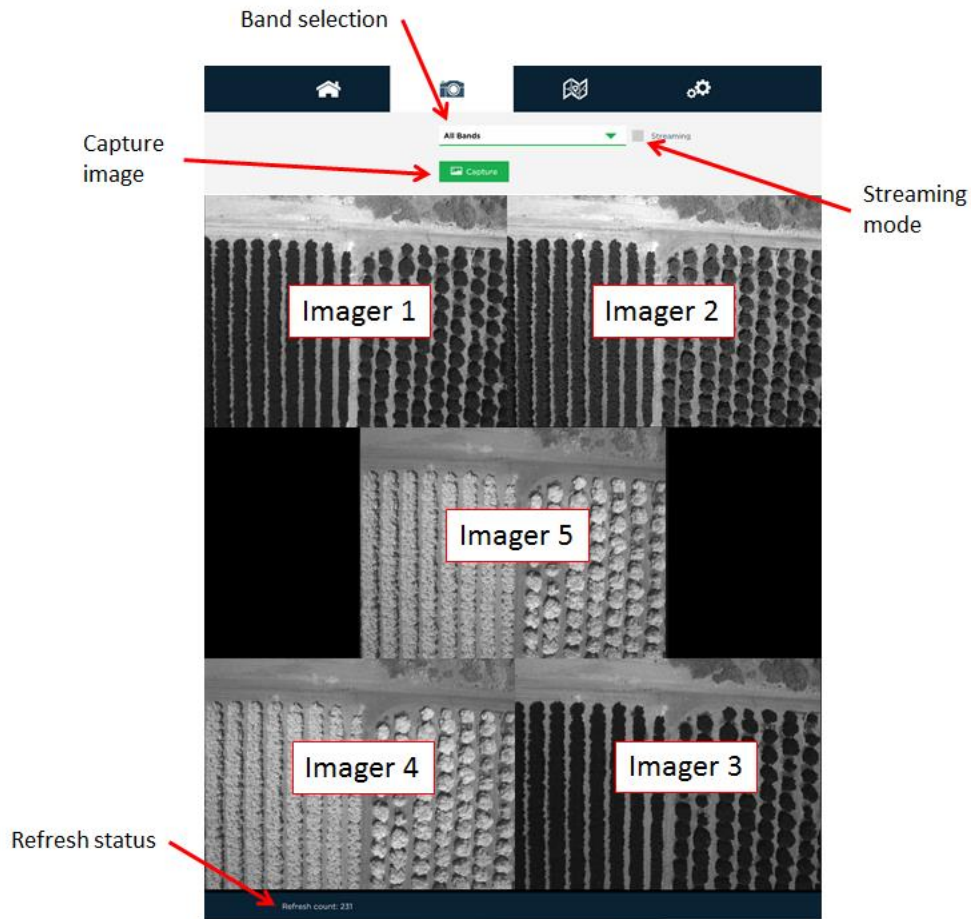 Band selection
All Bands
Streaming
Capture
image
Capture
Streaming
mode
Imager 1
Imager 2
Imager 5
Imager 4
Imager 3
Refresh status
Refresh count: 231